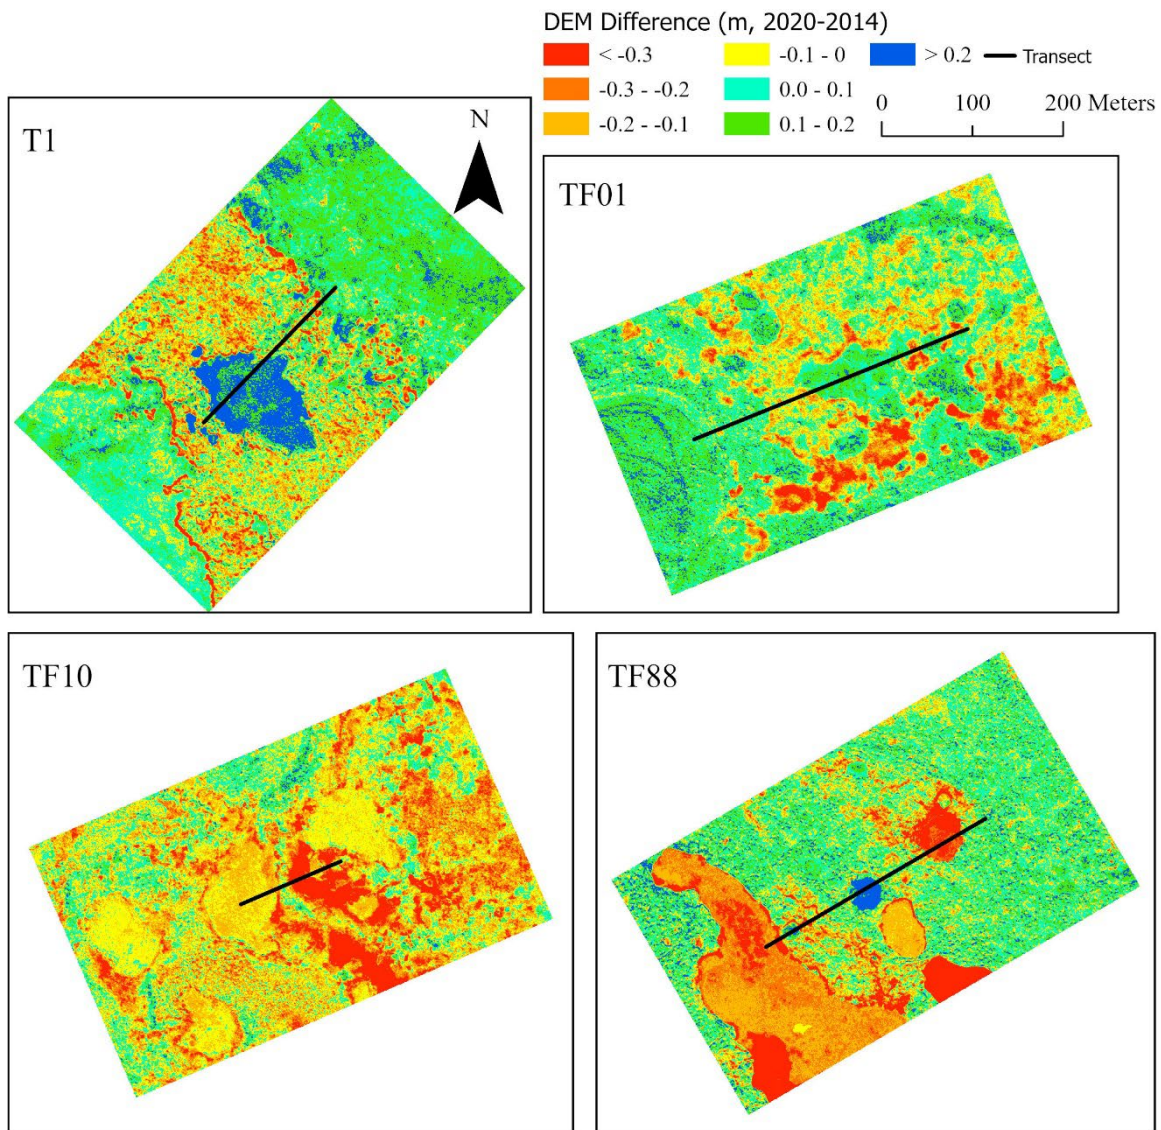 DEM Difference (m, 2020-2014)
< -0.3
-0.1 - 0
> 0.2
Transect
-0.3 - -0.2
0.0 - 0.1
0 100 200 Meters
-0.2 - -0.1
0.1 - 0.2
T1
N
TF01
TF10
TF88